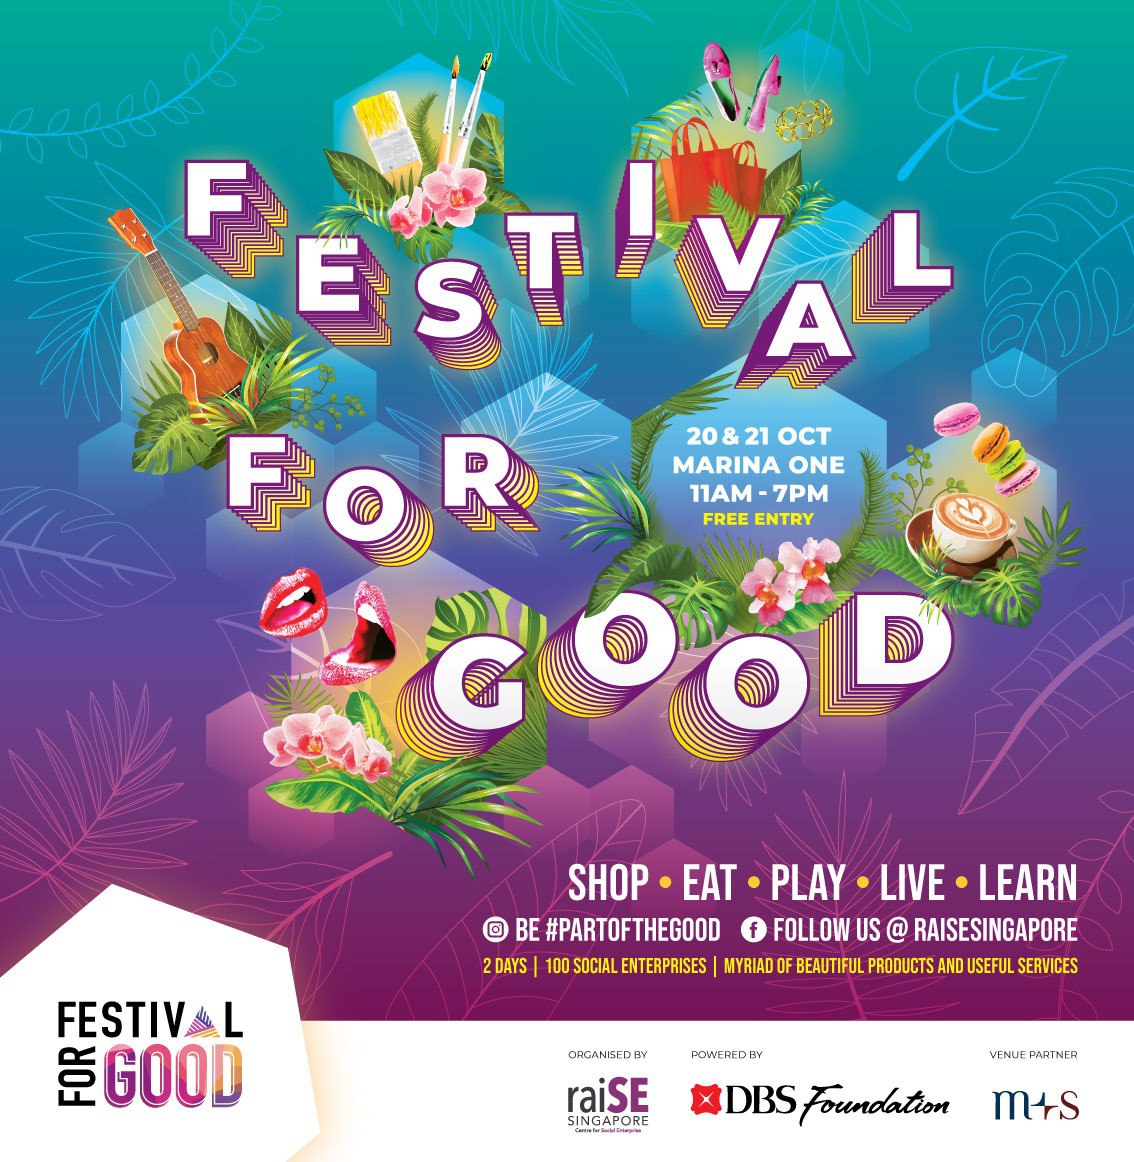 FESTIVAL
FOR
GOOD
20 & 21 OCT
MARINA ONE
11AM - 7PM
FREE ENTRY
SHOP • EAT • PLAY • LIVE • LEARN
BE #PARTOFTHEGOOD FOLLOW US @ RAISESINGAPORE
2 DAYS | 100 SOCIAL ENTERPRISES | MYRIAD OF BEAUTIFUL PRODUCTS AND USEFUL SERVICES
FESTIVAL
FOR GOOD
ORGANISED BY
raiSE
SINGAPORE
Centre for Social Enterprise
POWERED BY
DBS Foundation
VENUE PARTNER
m+s